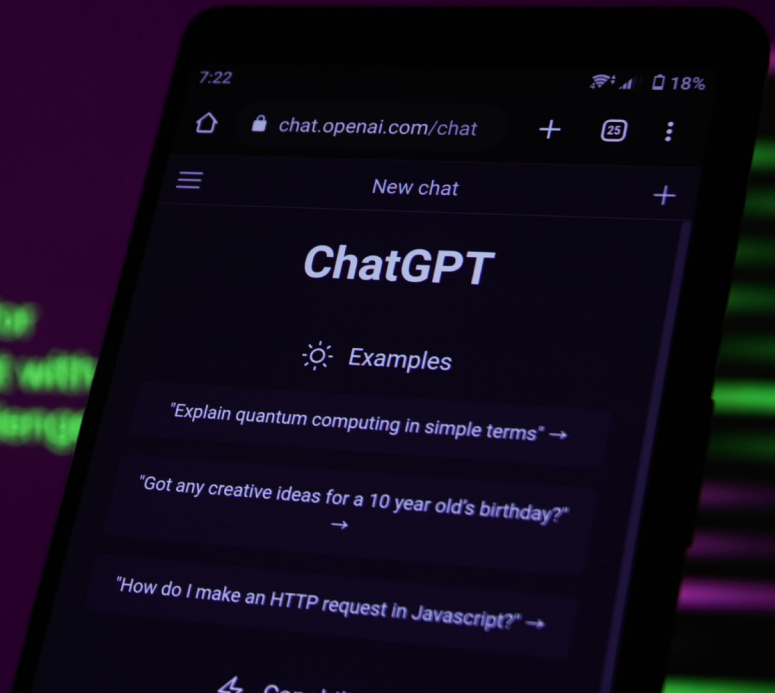 7:22
18%
chat.openai.com/chat
25
New chat
ChatGPT
Examples
"Explain quantum computing in simple terms" →
"Got any creative ideas for a 10 year old's birthday?"
→
"How do I make an HTTP request in Javascript?" →
with